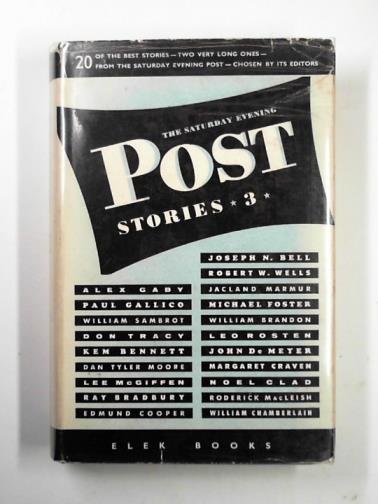 20 OF THE BEST STORIES — TWO VERY LONG ONES —
FROM THE SATURDAY EVENING POST — CHOSEN BY ITS EDITORS
THE SATURDAY EVENING
POST
STORIES ★ 3 ★
ALEX GABY
PAUL GALLICO
WILLIAM SAMBROT
DON TRACY
KEM BENNETT
DAN TYLER MOORE
LEE McGIFFEN
RAY BRADBURY
EDMUND COOPER
JOSEPH N. BELL
ROBERT W. WELLS
JACLAND MARMUR
MICHAEL FOSTER
WILLIAM BRANDON
LEO ROSTEN
JOHN De MEYER
MARGARET CRAVEN
NOEL CLAD
RODERICK MacLEISH
WILLIAM CHAMBERLAIN
ELEK BOOKS